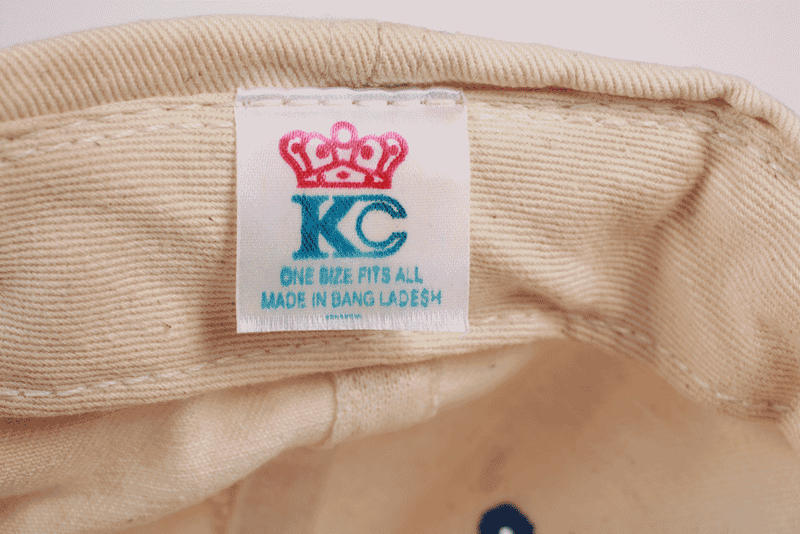 KC
ONE SIZE FITS ALL
MADE IN BANG LADESH